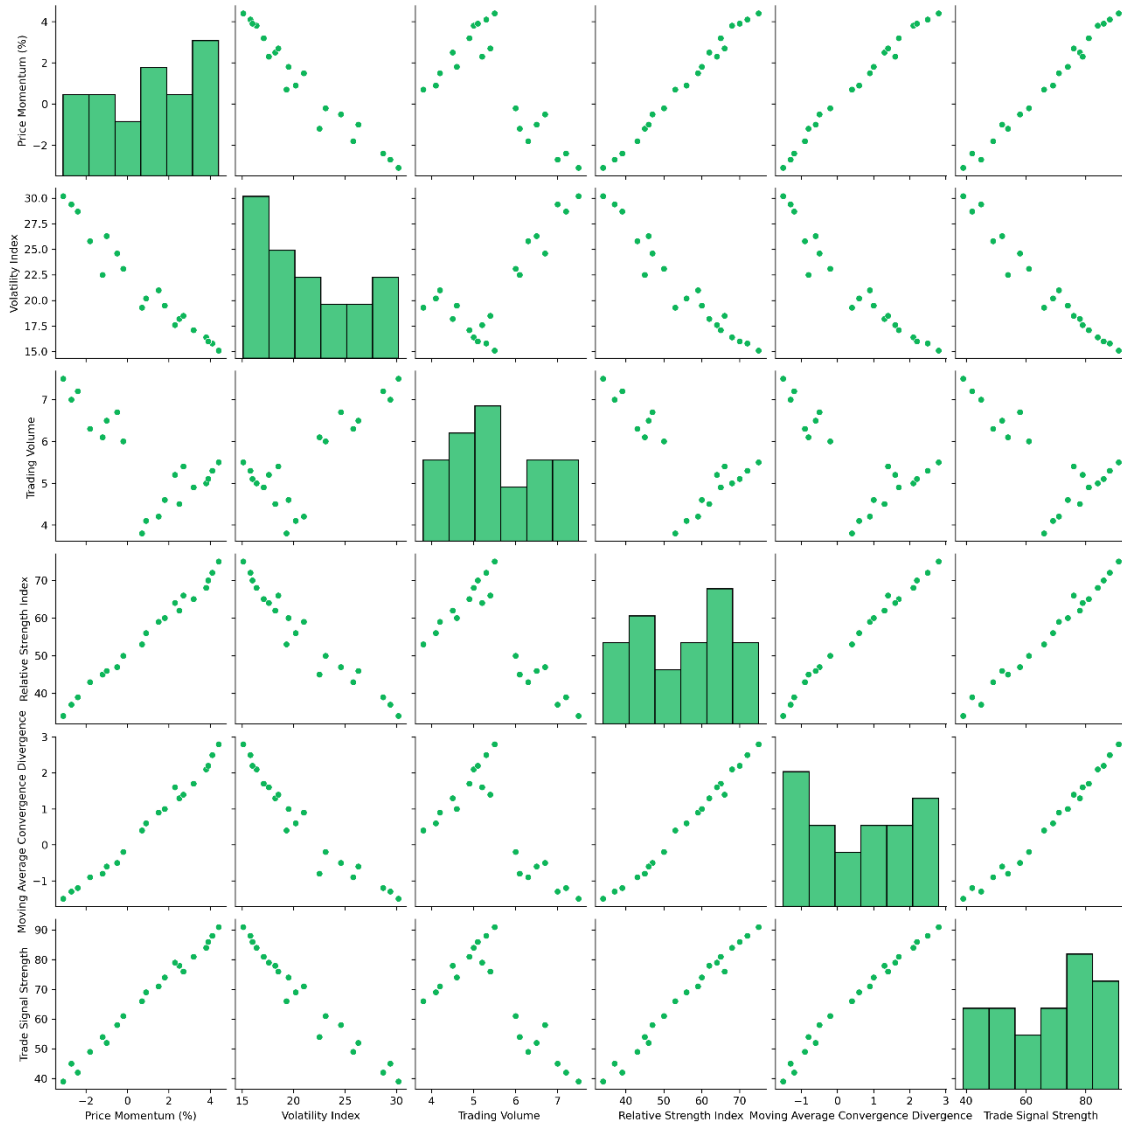 Price Momentum (%)
4
2
0
−2
Volatility Index
30.0
27.5
25.0
22.5
20.0
17.5
15.0
Trading Volume
7
6
5
4
Relative Strength Index
70
60
50
40
Moving Average Convergence Divergence
3
2
1
0
−1
Trade Signal Strength
90
80
70
60
50
40
−2 0 2 4
15 20 25 30
4 5 6 7
40 50 60 70
−1 0 1 2 3
40 60 80
Price Momentum (%)
Volatility Index
Trading Volume
Relative Strength Index
Moving Average Convergence Divergence
Trade Signal Strength